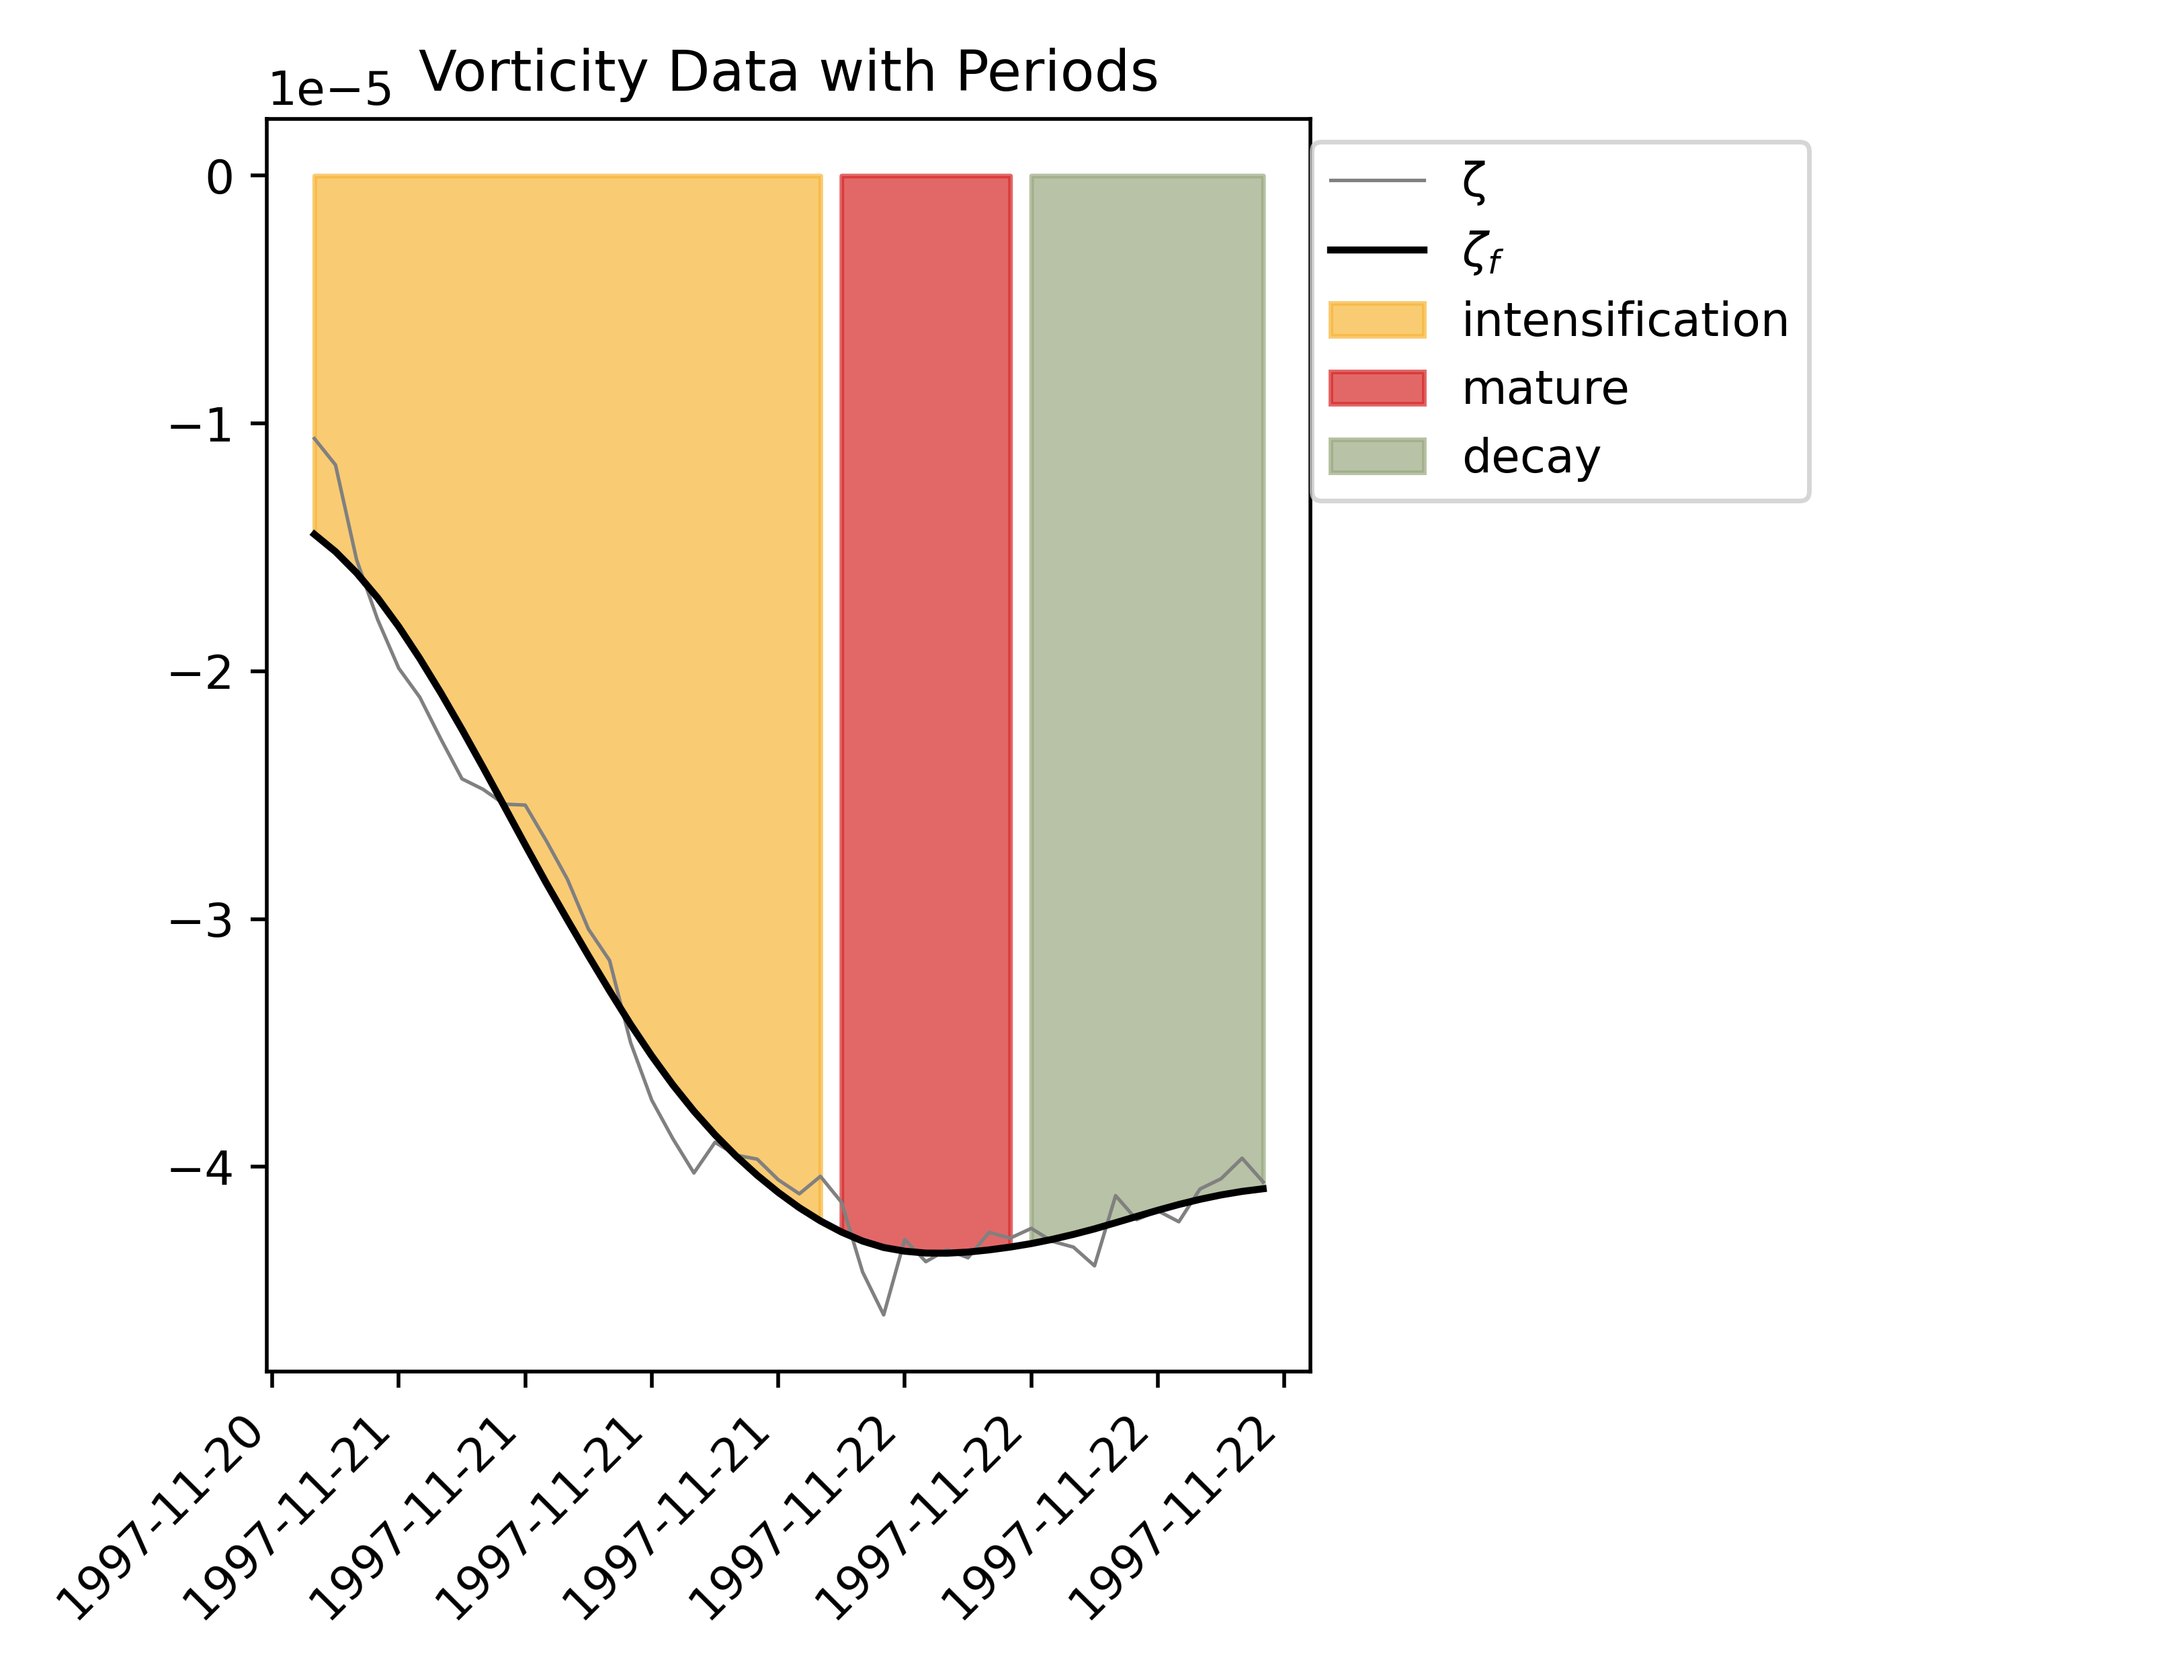 Vorticity Data with Periods
1e−5
0
−1
−2
−3
−4
ζ
ζf
intensification
mature
decay
1997-11-20
1997-11-21
1997-11-21
1997-11-21
1997-11-21
1997-11-22
1997-11-22
1997-11-22
1997-11-22